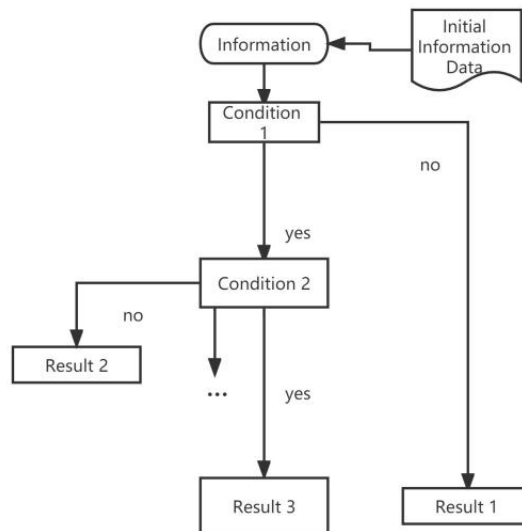 Initial
Information
Data
Information
Condition
1
no
yes
Condition 2
no
Result 2
...
yes
Result 3
Result 1